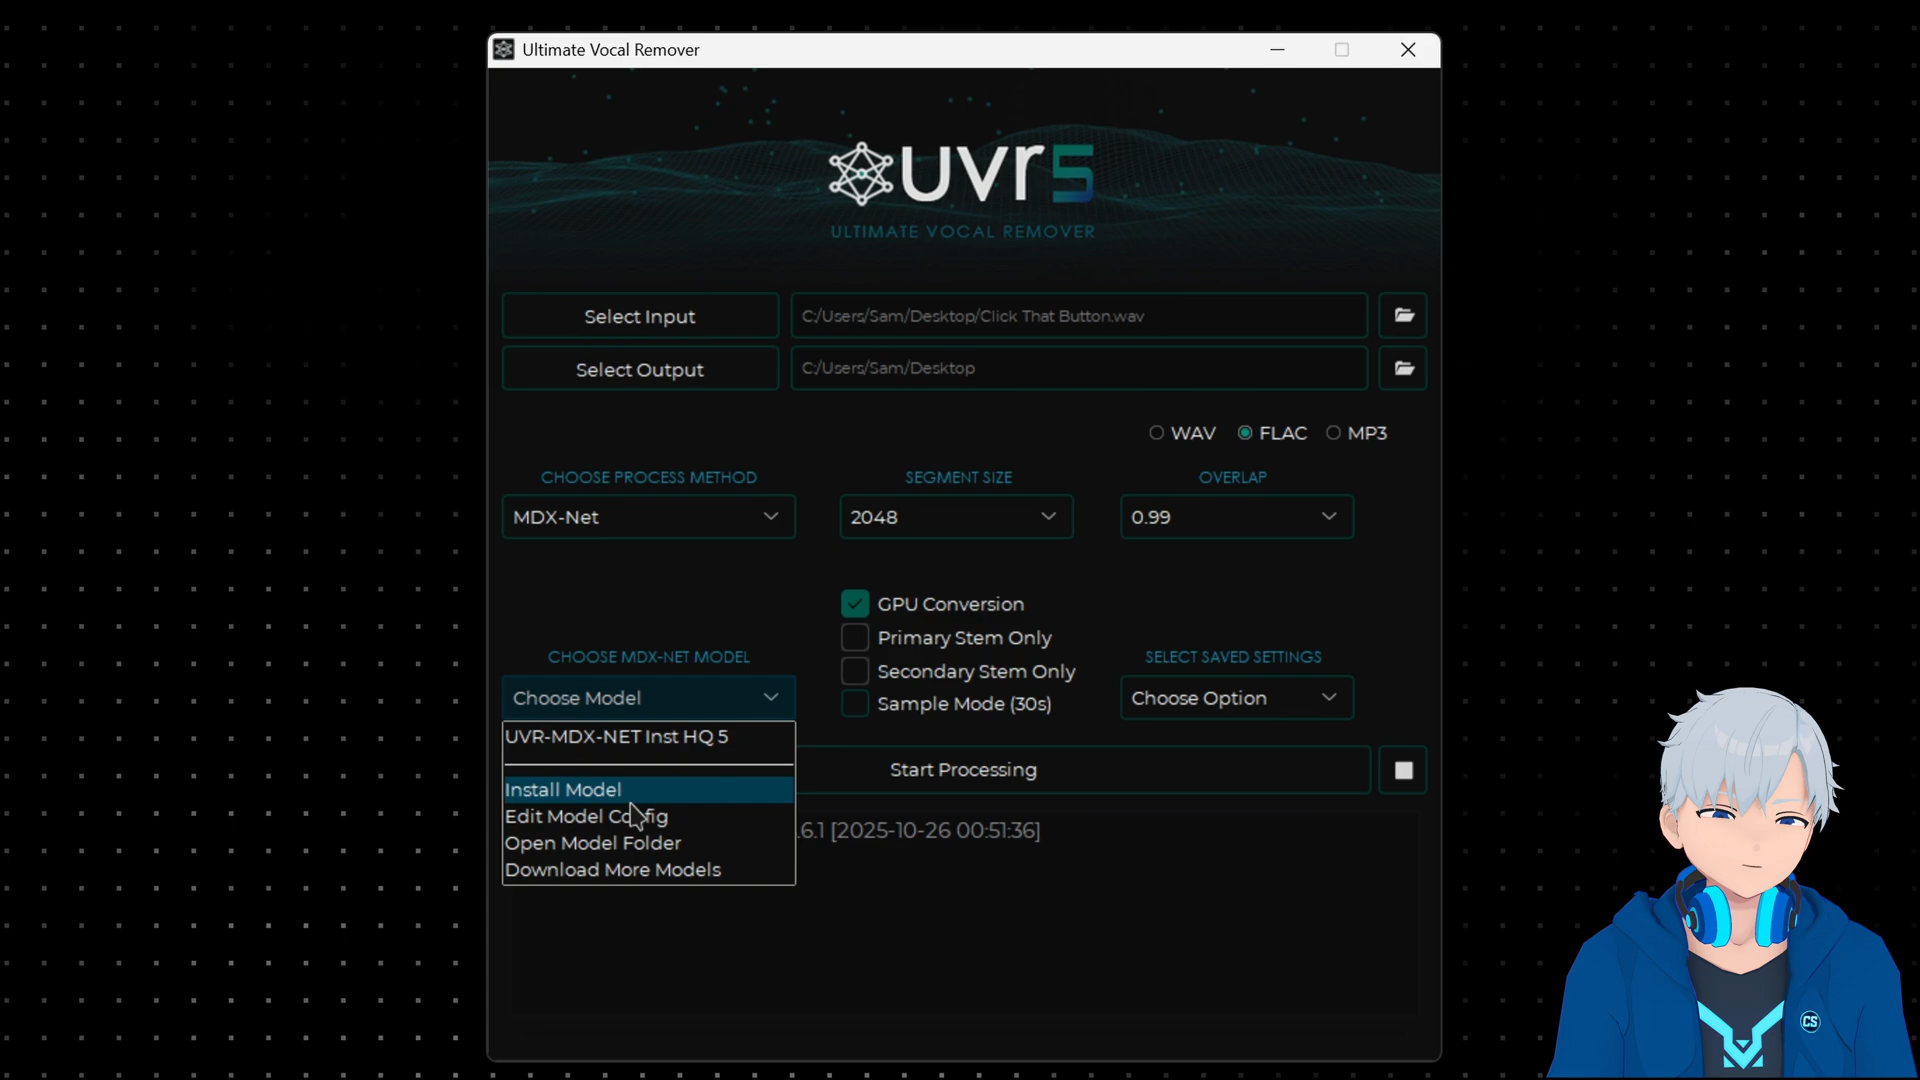 Ultimate Vocal Remover
uvr5
ULTIMATE VOCAL REMOVER
Select Input
C:/Users/Sam/Desktop/Click That Button.wav
Select Output
C:/Users/Sam/Desktop
WAV
FLAC
MP3
CHOOSE PROCESS METHOD
SEGMENT SIZE
OVERLAP
MDX-Net
2048
0.99
GPU Conversion
Primary Stem Only
Secondary Stem Only
Sample Mode (30s)
CHOOSE MDX-NET MODEL
SELECT SAVED SETTINGS
Choose Model
Choose Option
UVR-MDX-NET Inst HQ 5
Install Model
Edit Model Config
Open Model Folder
Download More Models
Start Processing
.6.1 [2025-10-26 00:51:36]
CS